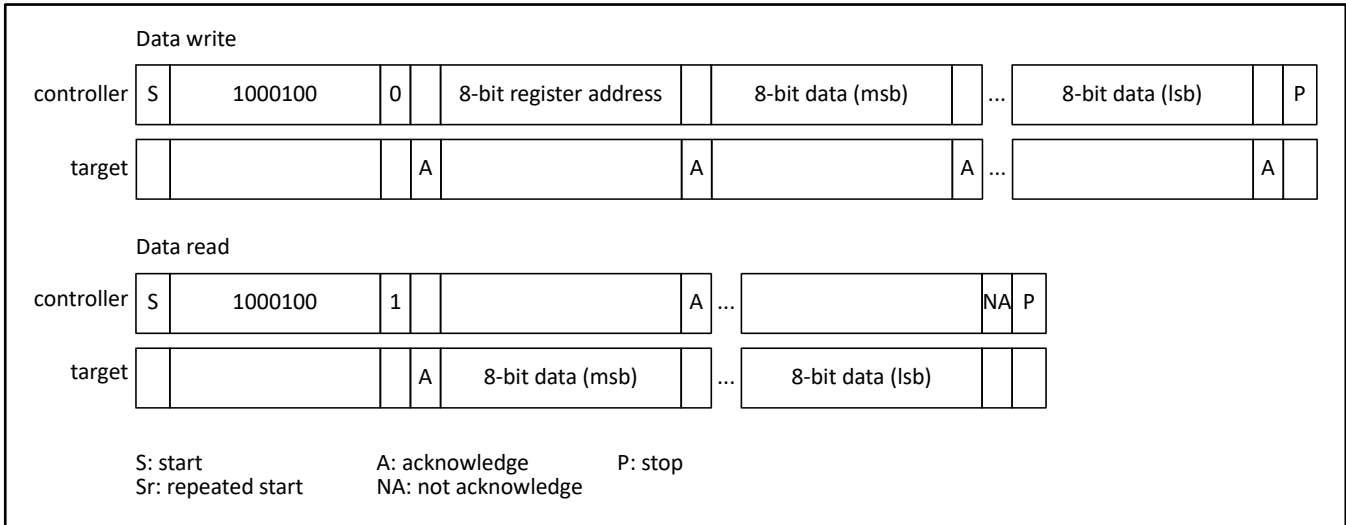 Data write
controller S 1000100 0 8-bit register address 8-bit data (msb) ... 8-bit data (lsb) P
target A A A ... A
Data read
controller S 1000100 1 A ... NA P
target A 8-bit data (msb) ... 8-bit data (lsb)
S: start A: acknowledge P: stop
Sr: repeated start NA: not acknowledge